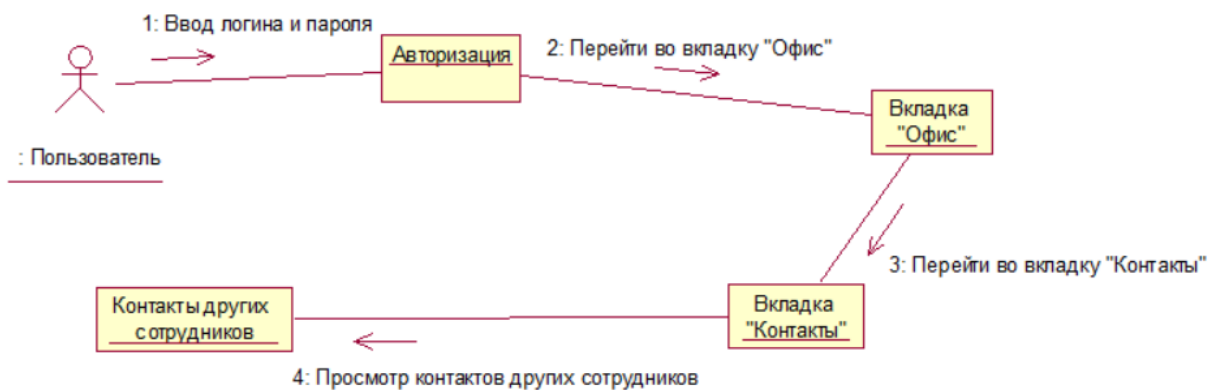 1: Ввод логина и пароля
Авторизация
2: Перейти во вкладку "Офис"
Вкладка
"Офис"
: Пользователь
3: Перейти во вкладку "Контакты"
Контакты других
сотрудников
Вкладка
"Контакты"
4: Просмотр контактов других сотрудников